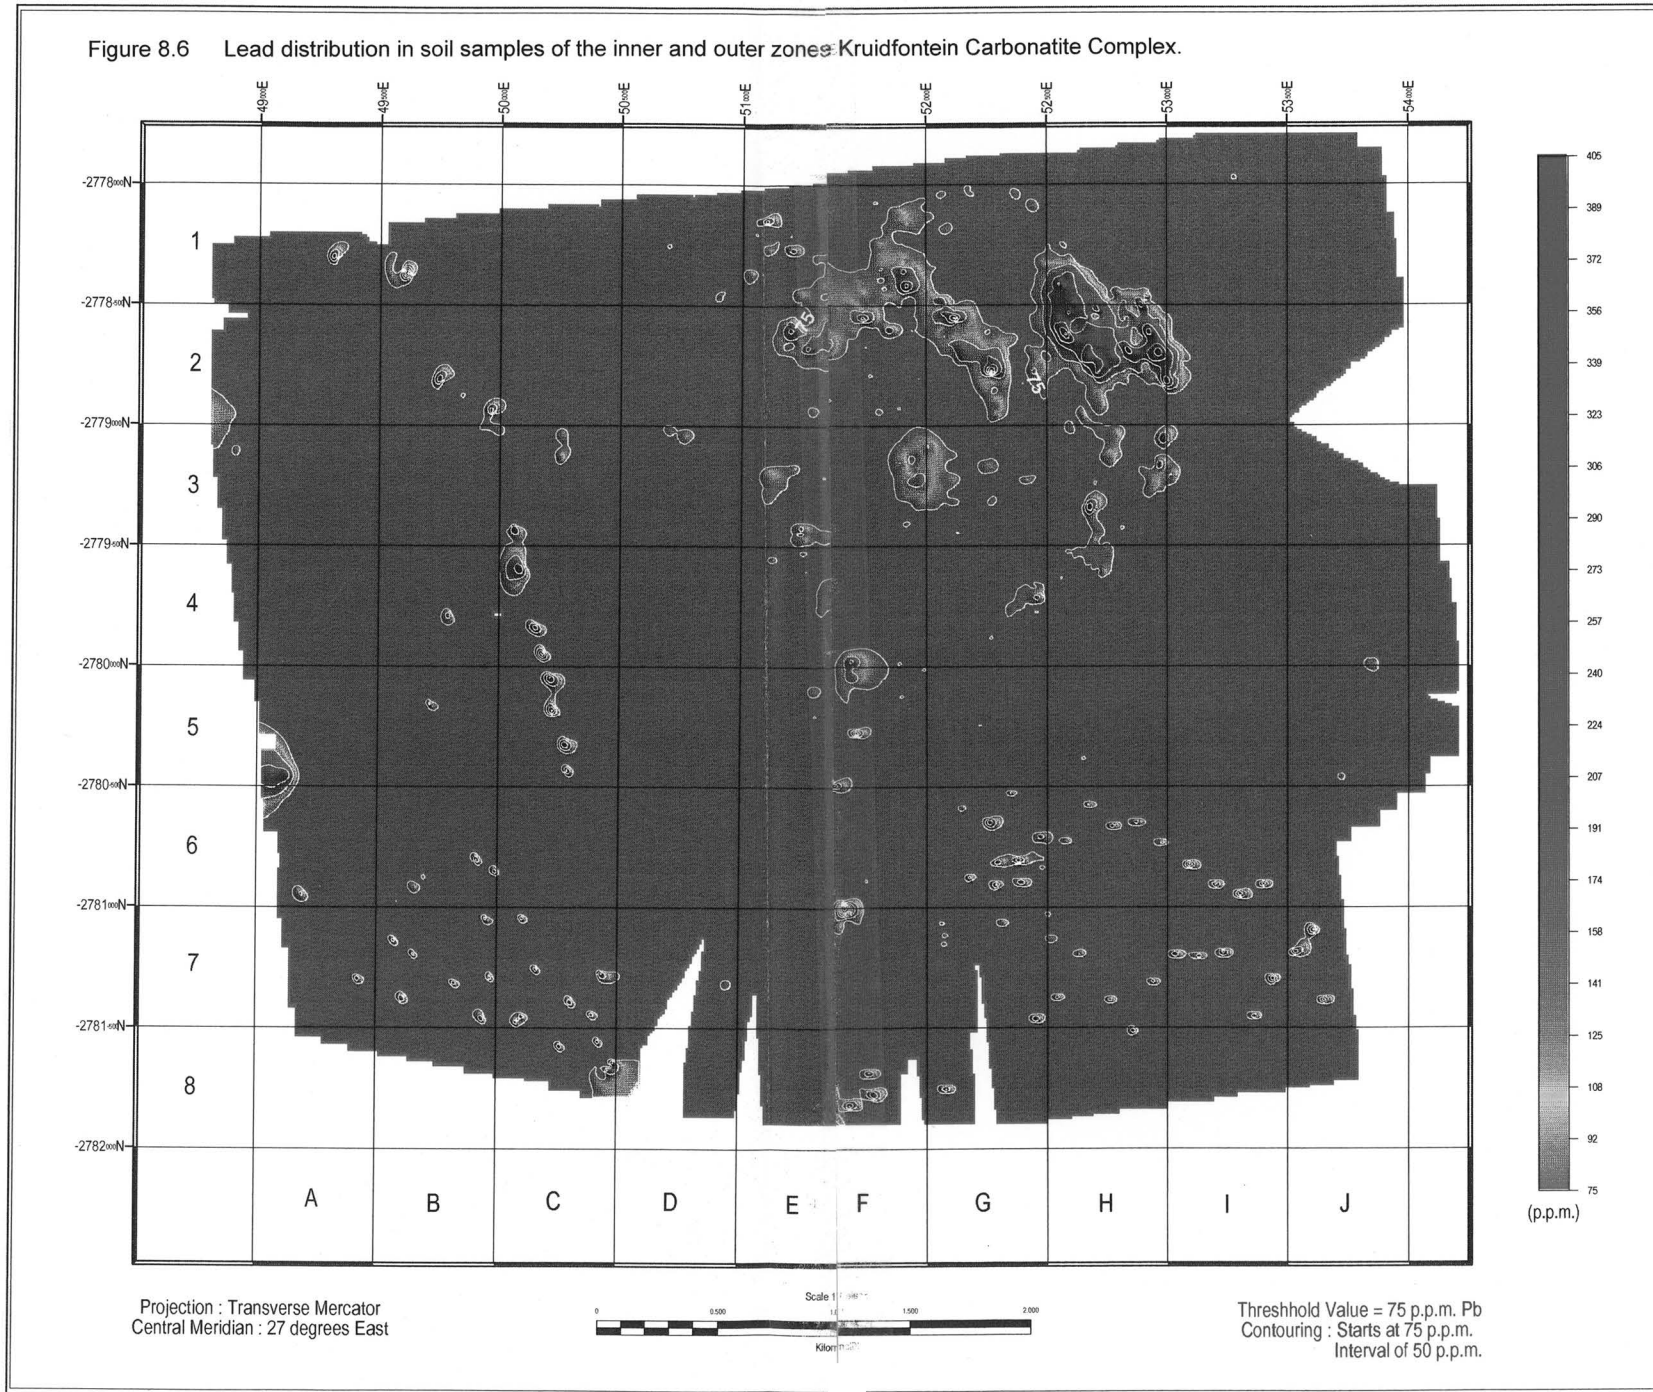 Figure 8.6 Lead distribution in soil samples of the inner and outer zones Kruidfontein Carbonatite Complex.
49000E 49500E 50000E 50500E 51000E 52000E 52500E 53000E 53500E 54000E
-2778000N
1
-2778500N
2
-2779000N
3
-2779500N
4
-2780000N
5
-2780500N
6
-2781000N
7
-2781500N
8
-2782000N
75
75
A B C D E F G H I J
405
389
372
356
339
323
306
290
273
257
240
224
207
191
174
158
141
125
108
92
75
(p.p.m.)
Projection : Transverse Mercator
Central Meridian : 27 degrees East
Scale 1
0 0.500 1.500 2.000
Threshhold Value = 75 p.p.m. Pb
Contouring : Starts at 75 p.p.m.
Interval of 50 p.p.m.